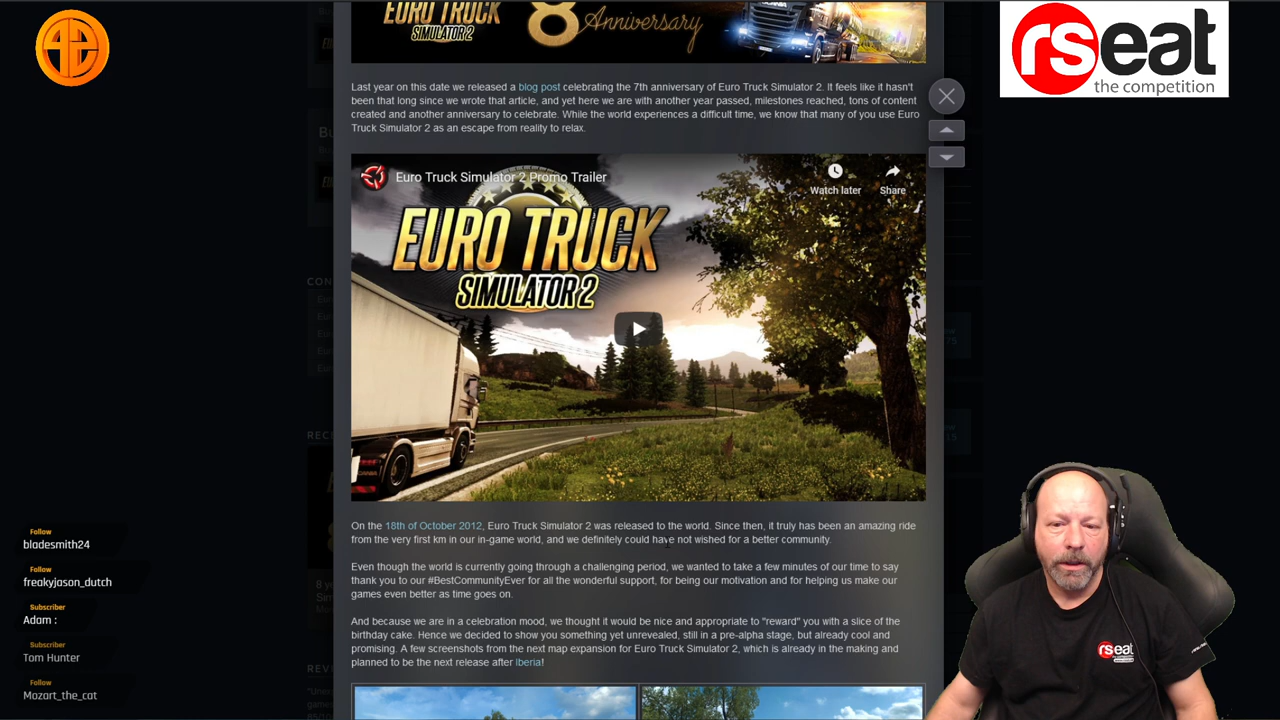 EURO TRUCK
SIMULATOR 2
8 Anniversary
rseat
the competition
Last year on this date we released a blog post celebrating the 7th anniversary of Euro Truck Simulator 2. It feels like it hasn't
been that long since we wrote that article, and yet here we are with another year passed, milestones reached, tons of content
created and another anniversary to celebrate. While the world experiences a difficult time, we know that many of you use Euro
Truck Simulator 2 as an escape from reality to relax.
Euro Truck Simulator 2 Promo Trailer
Watch later
Share
EURO TRUCK
SIMULATOR 2
On the 18th of October 2012, Euro Truck Simulator 2 was released to the world. Since then, it truly has been an amazing ride
from the very first km in our in-game world, and we definitely could have not wished for a better community.
Even though the world is currently going through a challenging period, we wanted to take a few minutes of our time to say
thank you to our #BestCommunityEver for all the wonderful support, for being our motivation and for helping us make our
games even better as time goes on.
And because we are in a celebration mood, we thought it would be nice and appropriate to "reward" you with a slice of the
birthday cake. Hence we decided to show you something yet unrevealed, still in a pre-alpha stage, but already cool and
promising. A few screenshots from the next map expansion for Euro Truck Simulator 2, which is already in the making and
planned to be the next release after Iberia!
Follow
bladesmith24
Follow
freakyjason_dutch
Subscriber
Adam :
Subscriber
Tom Hunter
Follow
Mozart_the_cat
CON
RECE
REVI
rseat